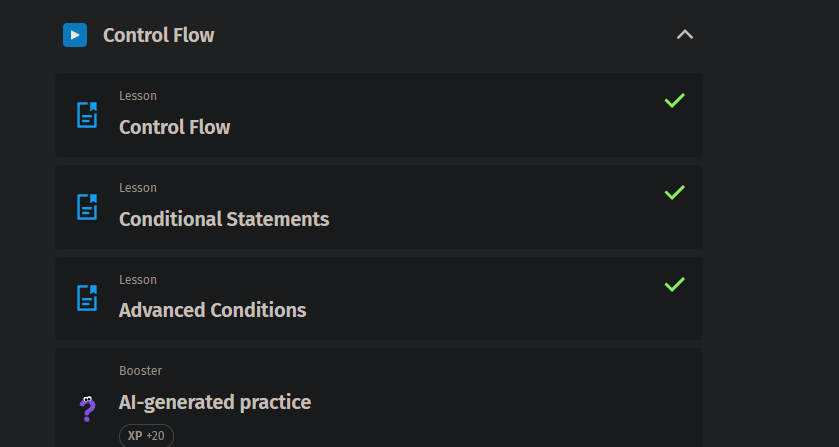 Control Flow
Lesson
Control Flow
Lesson
Conditional Statements
Lesson
Advanced Conditions
Booster
AI-generated practice
XP +20